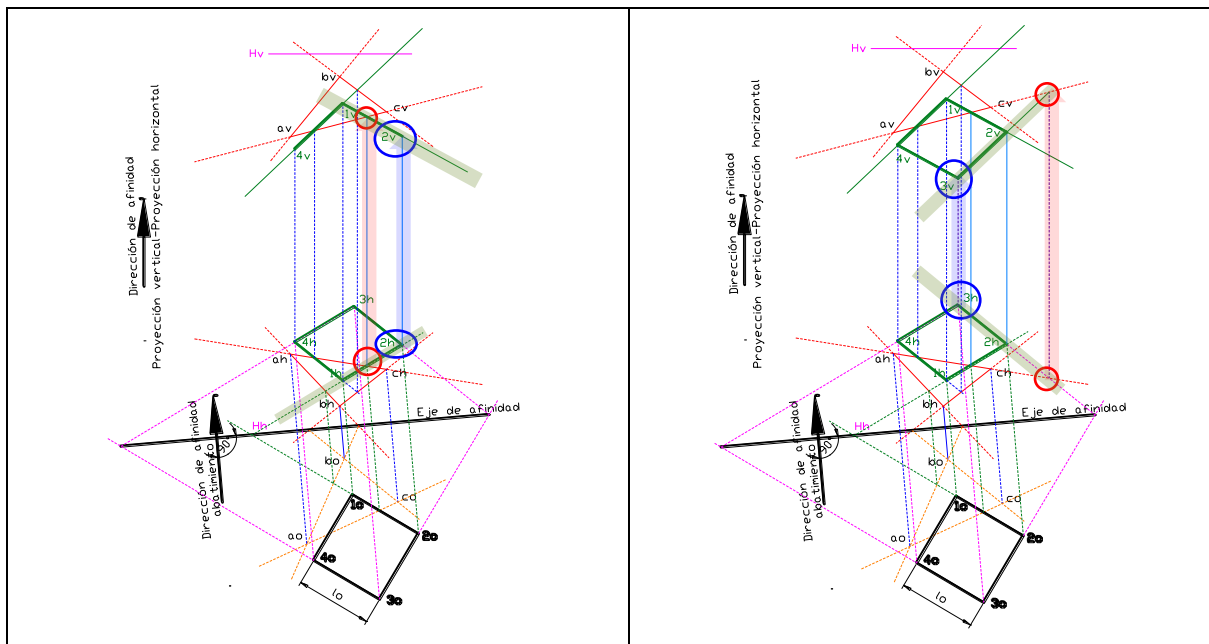 Hv
bv
cv
1v
av
2v
4v
Dirección de afinidad
Proyección vertical-Proyección horizontal
3h
4h
2h
ah
1h
ch
bh
Eje de afinidad
Hh
90
Dirección de afinidad
abatimiento
bo
co
1o
ao
2o
4o
lo
3o
Hv
bv
cv
1v
av
2v
4v
3v
Dirección de afinidad
Proyección vertical-Proyección horizontal
3h
4h
2h
ah
1h
ch
bh
Eje de afinidad
Hh
90
Dirección de afinidad
abatimiento
bo
co
1o
ao
2o
4o
lo
3o